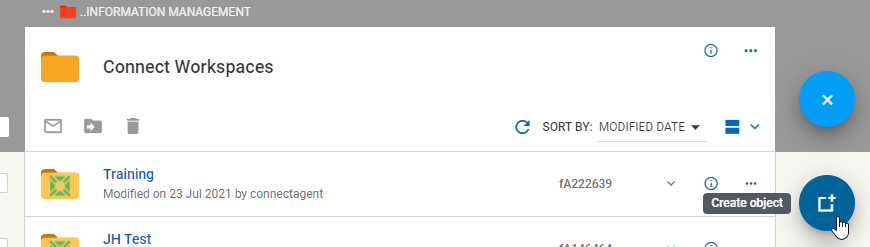 ..INFORMATION MANAGEMENT
Connect Workspaces
SORT BY: MODIFIED DATE
Training
Modified on 23 Jul 2021 by connectagent
fA222639
Create object
JH Test
fA146464